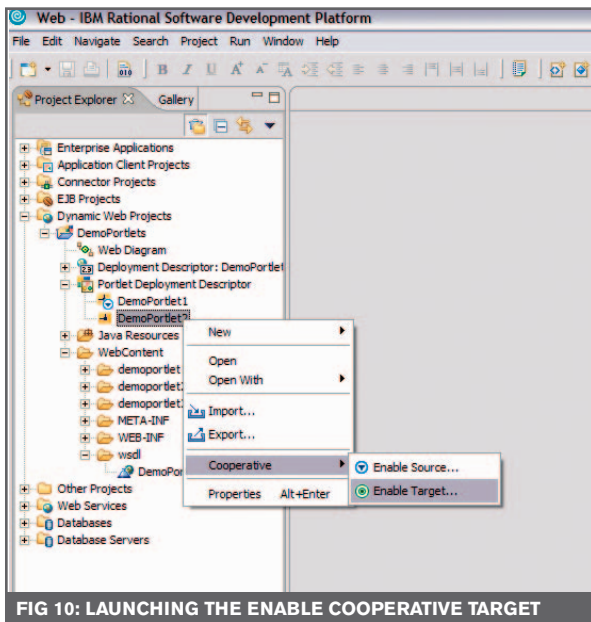 Web - IBM Rational Software Development Platform
File Edit Navigate Search Project Run Window Help
Project Explorer Gallery
Enterprise Applications
Application Client Projects
Connector Projects
EJB Projects
Dynamic Web Projects
DemoPortlets
Web Diagram
Deployment Descriptor: DemoPortlet
Portlet Deployment Descriptor
DemoPortlet1
DemoPortlet2
Java Resources
WebContent
demoportlet
demoportlet
demoportlet
META-INF
WEB-INF
wsdl
DemoPor
Other Projects
Web Services
Databases
Database Servers
New
Open
Open With
Import...
Export...
Cooperative
Properties Alt+Enter
Enable Source...
Enable Target...
FIG 10: LAUNCHING THE ENABLE COOPERATIVE TARGET